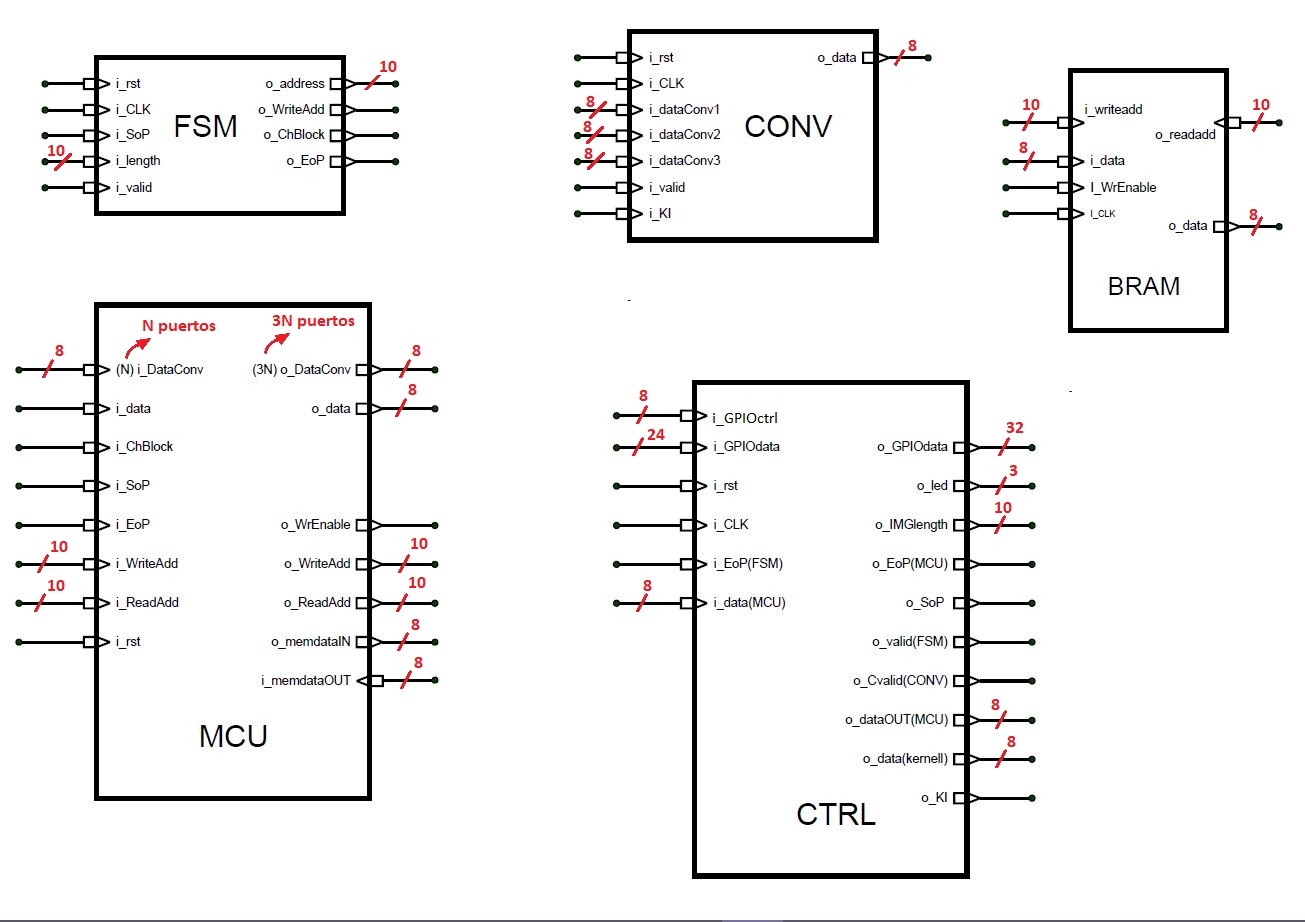 FSM
i_rst
i_CLK
i_SoP
10 i_length
i_valid
o_address 10
o_WriteAdd
o_ChBlock
o_EoP
CONV
i_rst
i_CLK
8 i_dataConv1
8 i_dataConv2
8 i_dataConv3
i_valid
i_KI
o_data 8
10 i_writeadd
8 i_data
I_WrEnable
I_CLK
o_readadd 10
o_data 8
BRAM
N puertos
3N puertos
8 (N) i_DataConv
i_data
i_ChBlock
i_SoP
i_EoP
10 i_WriteAdd
10 i_ReadAdd
i_rst
(3N) o_DataConv 8
o_data 8
o_WrEnable
o_WriteAdd 10
o_ReadAdd 10
o_memdataIN 8
i_memdataOUT 8
MCU
8 i_GPIOctrl
24 i_GPIOdata
i_rst
i_CLK
i_EoP(FSM)
8 i_data(MCU)
o_GPIOdata 32
o_led 3
o_IMGlength 10
o_EoP(MCU)
o_SoP
o_valid(FSM)
o_Cvalid(CONV)
o_dataOUT(MCU) 8
o_data(kernell) 8
o_KI
CTRL